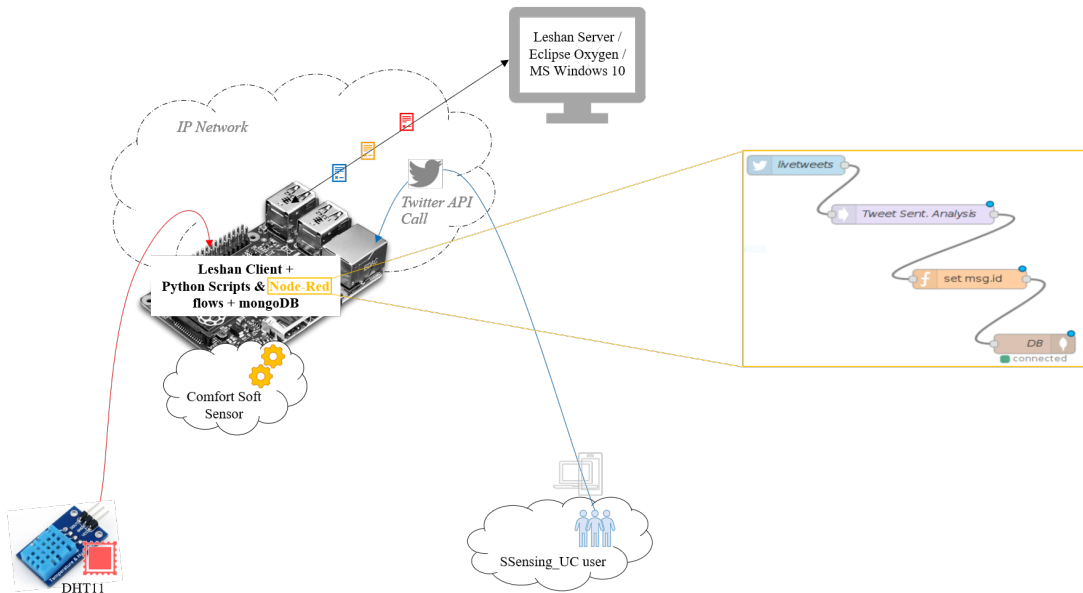 Leshan Server /
Eclipse Oxygen /
MS Windows 10
IP Network
Twitter API
Call
Leshan Client +
Python Scripts & Node-Red
flows + mongoDB
Comfort Soft
Sensor
DHT11
SSensing_UC user
livetweets
Tweet Sent. Analysis
f
set msg.id
DB
connected